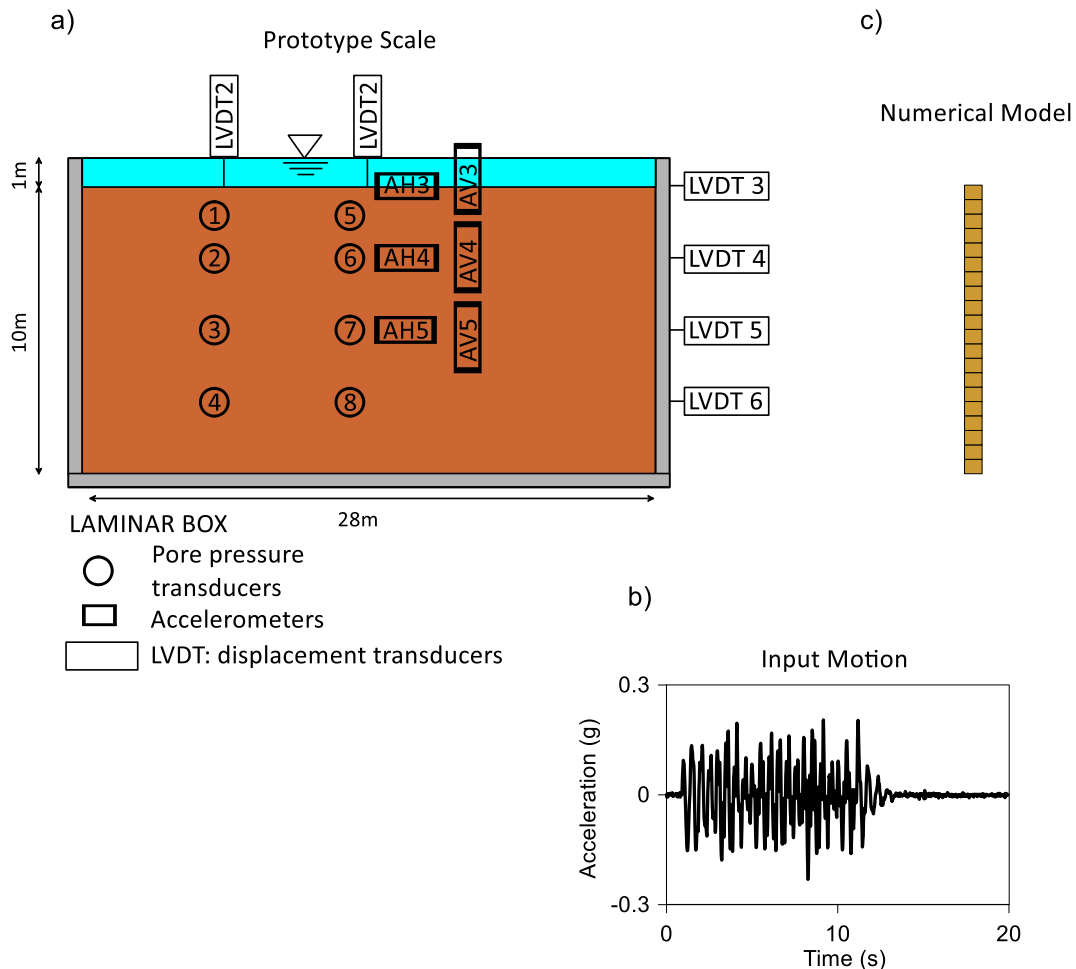 a)
Prototype Scale
LVDT2
LVDT2
1m
10m
AH3
AV3
1
5
2
6
AH4
AV4
3
7
AH5
AV5
4
8
LVDT 3
LVDT 4
LVDT 5
LVDT 6
28m
LAMINAR BOX
Pore pressure
transducers
Accelerometers
LVDT: displacement transducers
c)
Numerical Model
b)
Input Motion
Acceleration (g)
0.3
0
-0.3
0
10
20
Time (s)